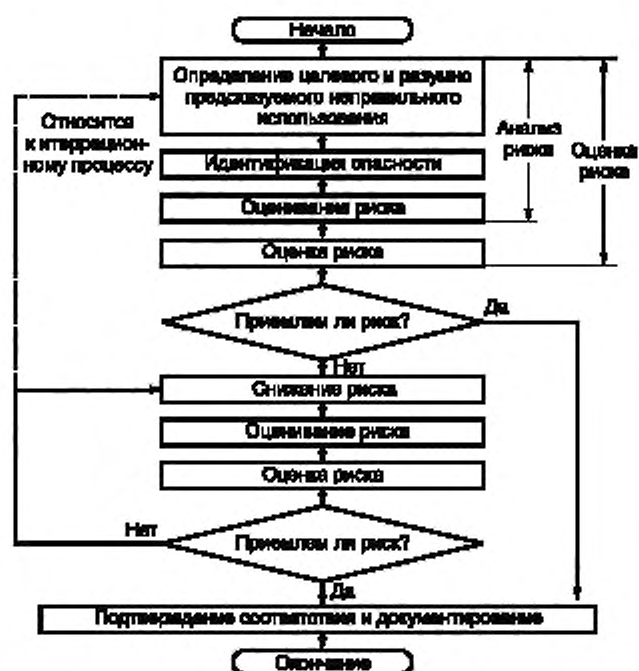 Начало
Определение целевого и разумно
предсказуемого неправильного
использования
Относится
к итеррацион-
ному процессу
Анализ
риска
Оценка
риска
Идентификация опасности
Оценивание риска
Оценка риска
Приемлем ли риск?
Да
Нет
Снижение риска
Оценивание риска
Оценка риска
Нет
Приемлем ли риск?
Да
Подтверждение соответствия и документирование
Окончание